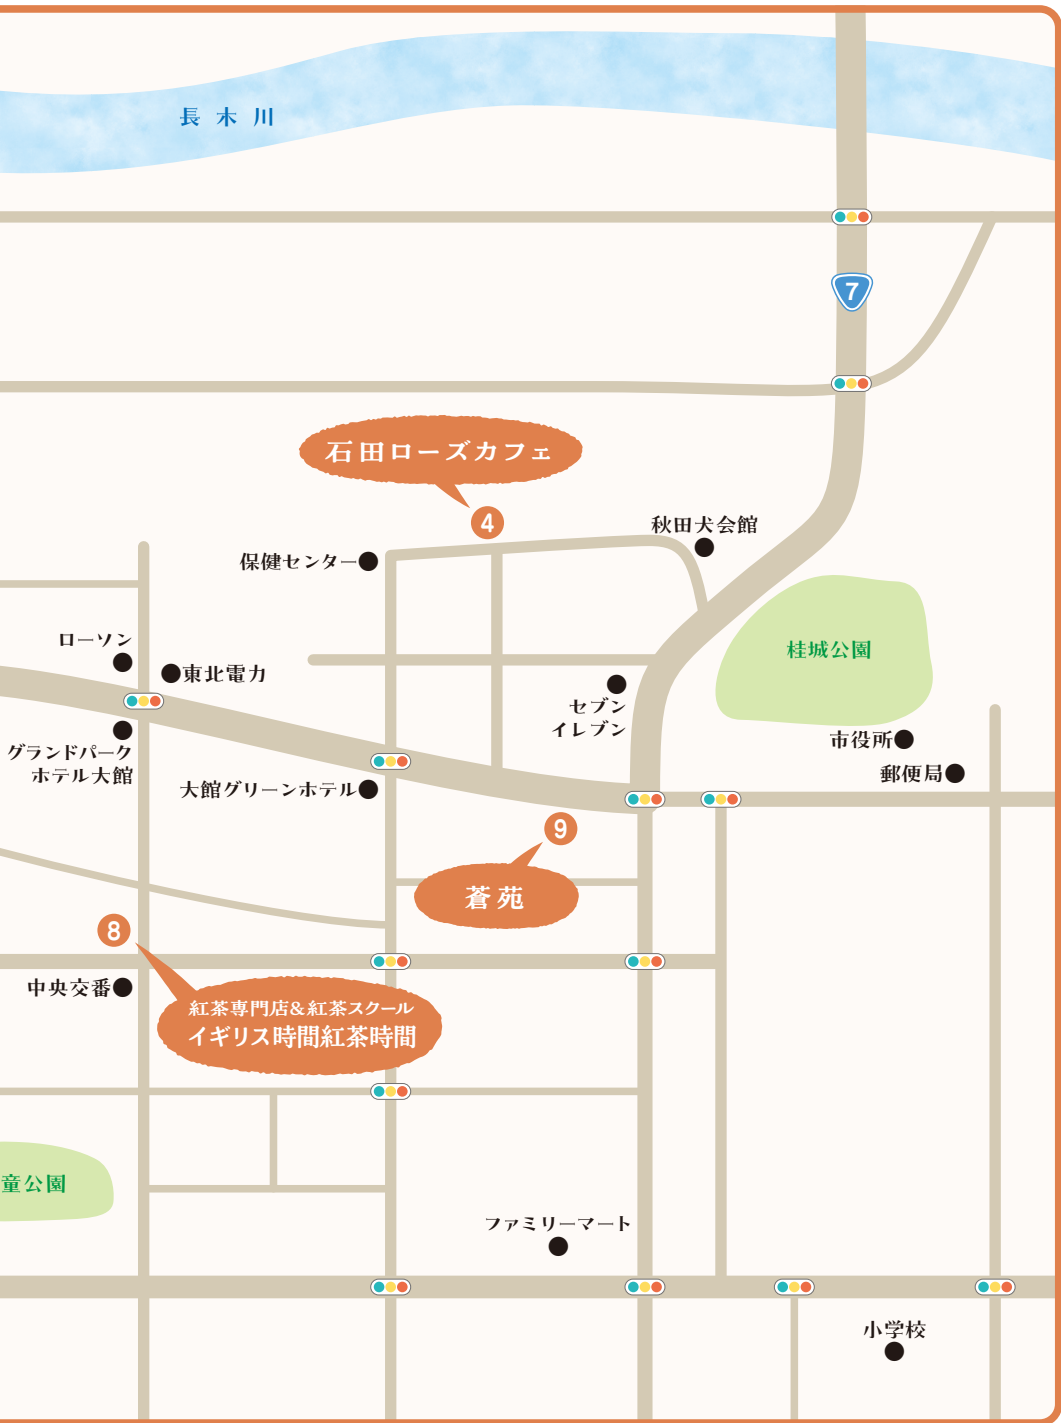 長木川
7
石田ローズカフェ
4
秋田犬会館
保健センター
ローソン
東北電力
桂城公園
セブン
イレブン
市役所
グランドパーク
ホテル大館
郵便局
大館グリーンホテル
9
蒼苑
8
中央交番
紅茶専門店&紅茶スクール
イギリス時間紅茶時間
童公園
ファミリーマート
小学校